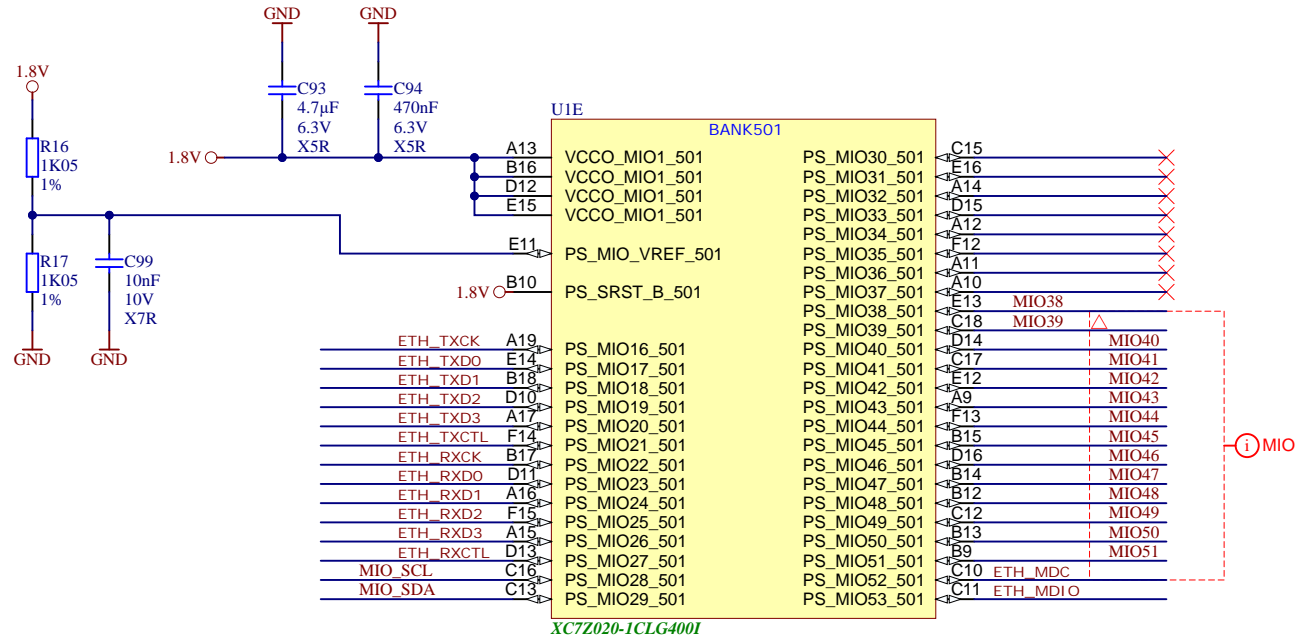 GND
GND
1.8V
C93
4.7µF
6.3V
X5R
C94
470nF
6.3V
X5R
U1E
BANK501
R16
1K05
1%
1.8V
A13 VCCO_MIO1_501
B16 VCCO_MIO1_501
D12 VCCO_MIO1_501
E15 VCCO_MIO1_501
E11 PS_MIO_VREF_501
R17
1K05
1%
C99
10nF
10V
X7R
1.8V B10 PS_SRST_B_501
GND
GND
ETH_TXCK A19 PS_MIO16_501
ETH_TXD0 E14 PS_MIO17_501
ETH_TXD1 B18 PS_MIO18_501
ETH_TXD2 D10 PS_MIO19_501
ETH_TXD3 A17 PS_MIO20_501
ETH_TXCTL F14 PS_MIO21_501
ETH_RXCK B17 PS_MIO22_501
ETH_RXD0 D11 PS_MIO23_501
ETH_RXD1 A16 PS_MIO24_501
ETH_RXD2 F15 PS_MIO25_501
ETH_RXD3 A15 PS_MIO26_501
ETH_RXCTL D13 PS_MIO27_501
MIO_SCL C16 PS_MIO28_501
MIO_SDA C13 PS_MIO29_501
PS_MIO30_501 C15
PS_MIO31_501 E16
PS_MIO32_501 A14
PS_MIO33_501 D15
PS_MIO34_501 A12
PS_MIO35_501 F12
PS_MIO36_501 A11
PS_MIO37_501 A10
PS_MIO38_501 E13 MIO38
PS_MIO39_501 C18 MIO39
PS_MIO40_501 D14 MIO40
PS_MIO41_501 C17 MIO41
PS_MIO42_501 E12 MIO42
PS_MIO43_501 A9 MIO43
PS_MIO44_501 F13 MIO44
PS_MIO45_501 B15 MIO45
PS_MIO46_501 D16 MIO46
PS_MIO47_501 B14 MIO47
PS_MIO48_501 B12 MIO48
PS_MIO49_501 C12 MIO49
PS_MIO50_501 B13 MIO50
PS_MIO51_501 B9 MIO51
PS_MIO52_501 C10 ETH_MDC
PS_MIO53_501 C11 ETH_MDIO
i MIO
XC7Z020-1CLG400I